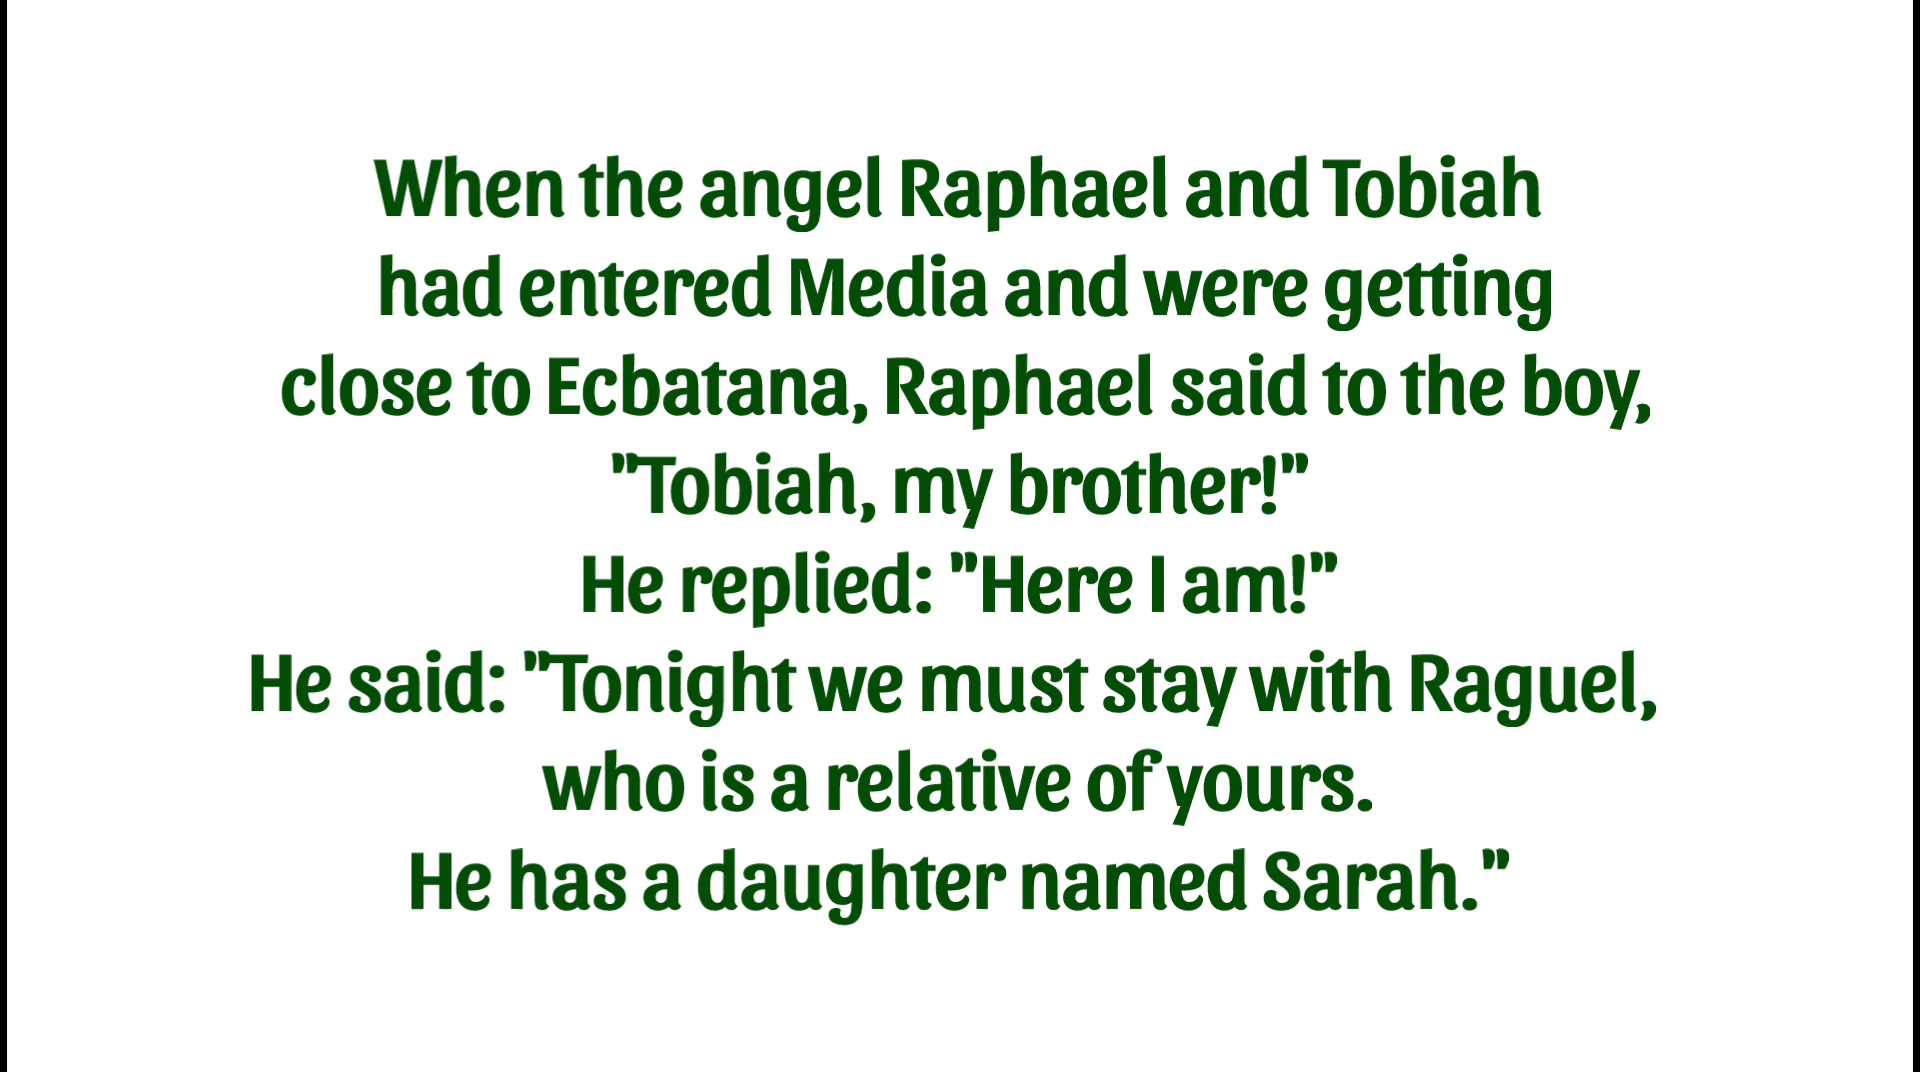 When the angel Raphael and Tobiah
had entered Media and were getting
close to Ecbatana, Raphael said to the boy,
"Tobiah, my brother!"
He replied: "Here I am!"
He said: "Tonight we must stay with Raguel,
who is a relative of yours.
He has a daughter named Sarah."